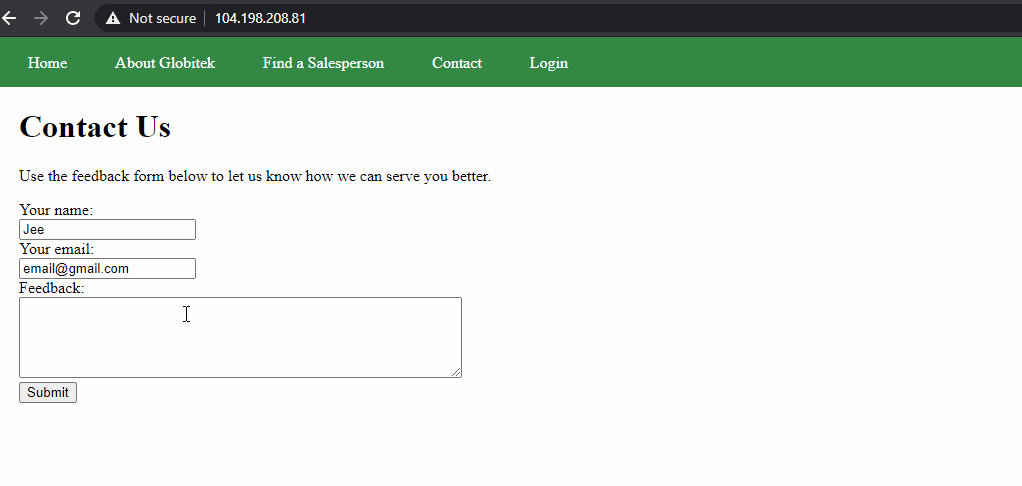 Not secure 104.198.208.81
Home About Globitek Find a Salesperson Contact Login
Contact Us
Use the feedback form below to let us know how we can serve you better.
Your name:
Jee
Your email:
email@gmail.com
Feedback:
Submit